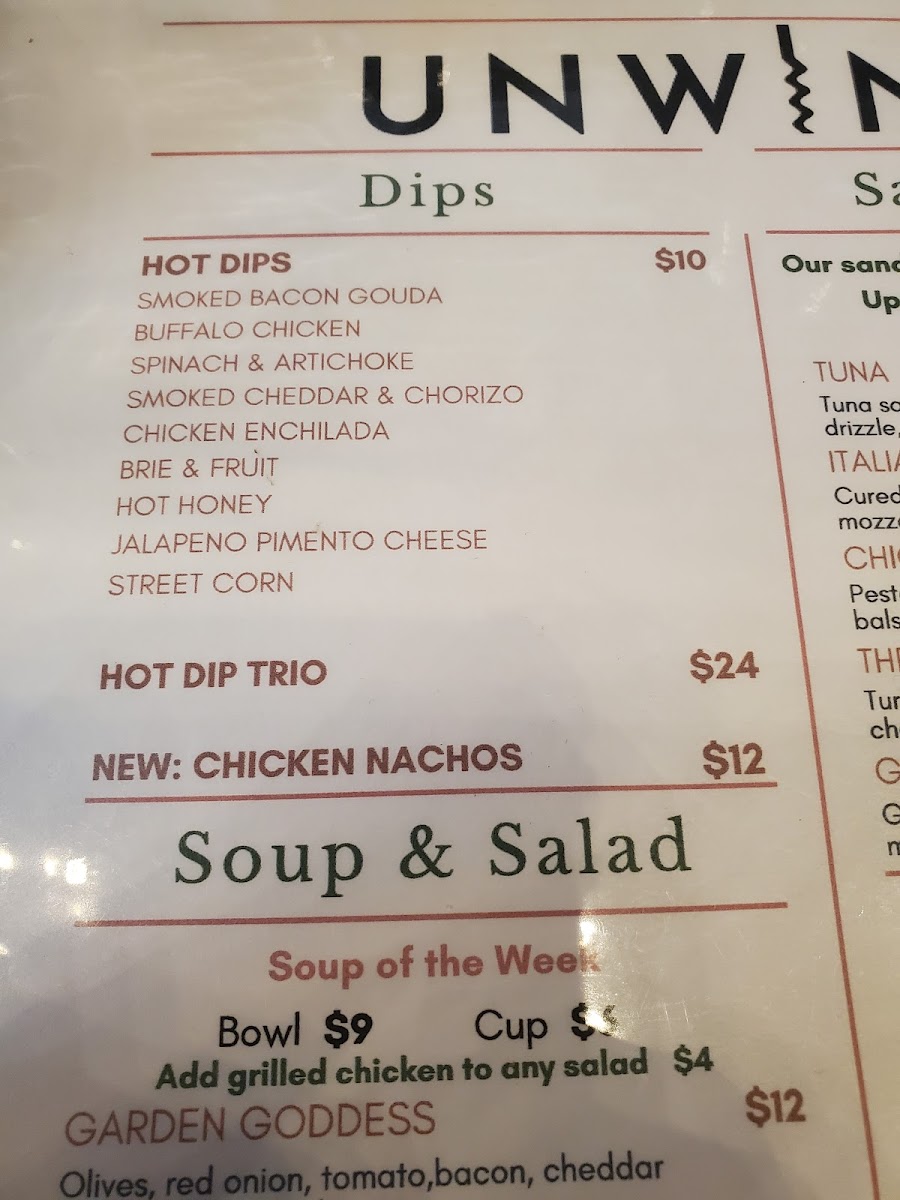 UNWIN
Dips
HOT DIPS $10
SMOKED BACON GOUDA
BUFFALO CHICKEN
SPINACH & ARTICHOKE
SMOKED CHEDDAR & CHORIZO
CHICKEN ENCHILADA
BRIE & FRUIT
HOT HONEY
JALAPENO PIMENTO CHEESE
STREET CORN
HOT DIP TRIO $24
NEW: CHICKEN NACHOS $12
Soup & Salad
Soup of the Week
Bowl $9 Cup
Add grilled chicken to any salad $4
GARDEN GODDESS $12
Olives, red onion, tomato,bacon, cheddar
Our
Up
TUNA
Tuna
drizzle,
Cured